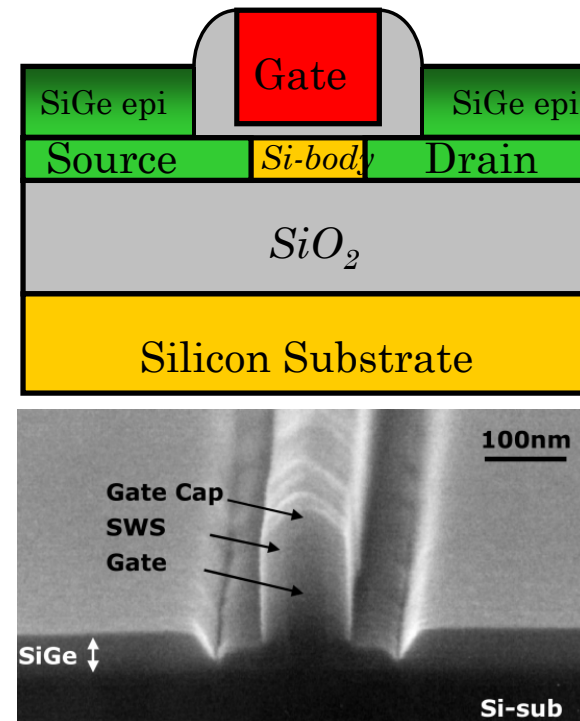 Gate
SiGe epi
SiGe epi
Source
Si-body
Drain
SiO2
Silicon Substrate
100nm
Gate Cap
SWS
Gate
SiGe
Si-sub